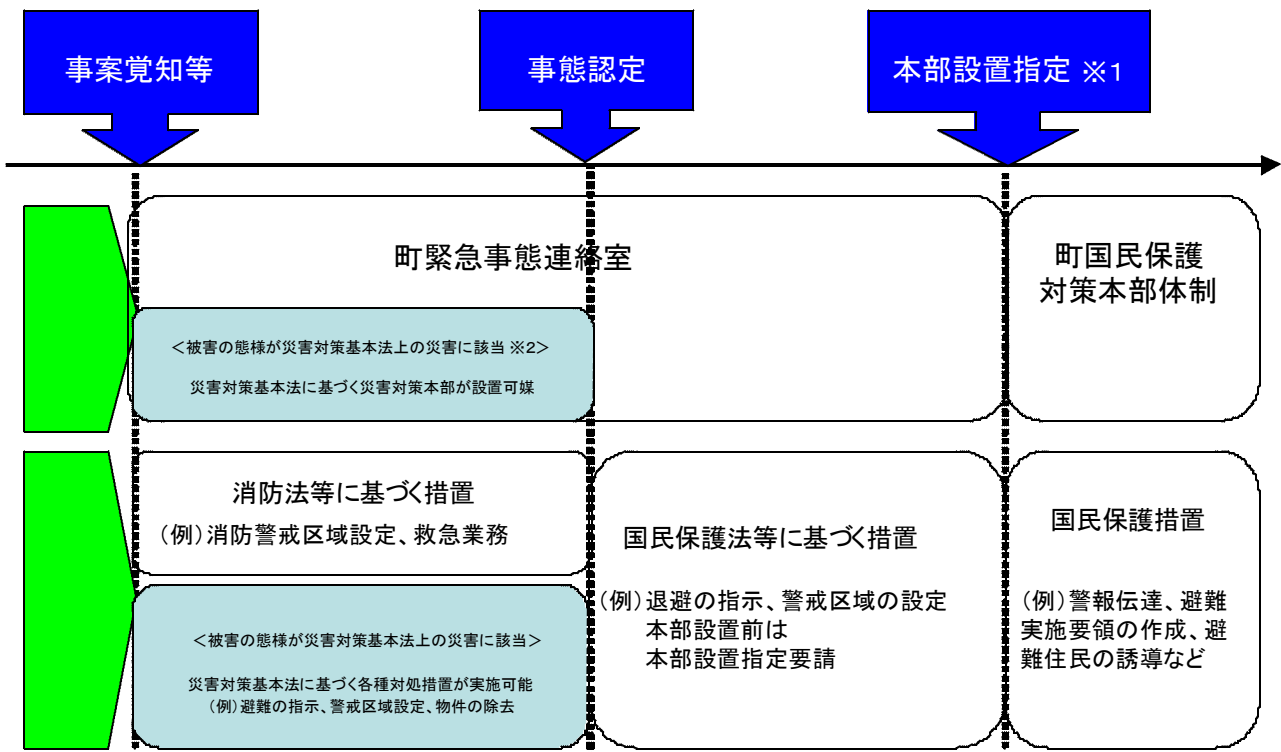 事案覚知等
事態認定
本部設置指定 ※1
町緊急事態連絡室
町国民保護
対策本部体制
＜被害の態様が災害対策基本法上の災害に該当 ※2＞
災害対策基本法に基づく災害対策本部が設置可媒
消防法等に基づく措置
（例）消防警戒区域設定、救急業務
＜被害の態様が災害対策基本法上の災害に該当＞
災害対策基本法に基づく各種対処措置が実施可能
（例）避難の指示、警戒区域設定、物件の除去
国民保護法等に基づく措置
（例）退避の指示、警戒区域の設定
本部設置前は
本部設置指定要請
国民保護措置
（例）警報伝達、避難
実施要領の作成、避
難住民の誘導など